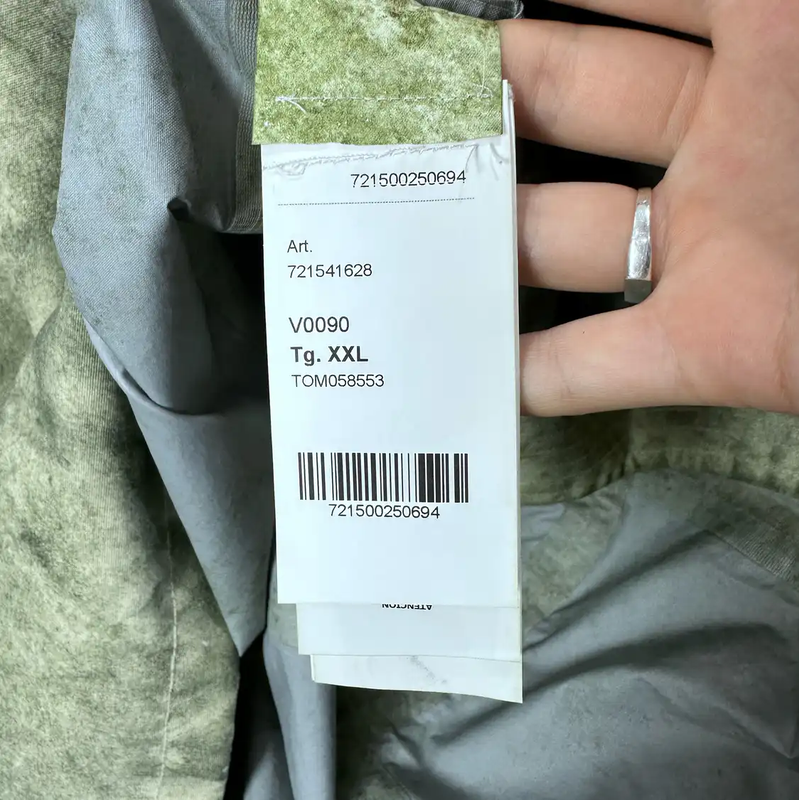 721500250694
Art.
721541628
V0090
Tg. XXL
TOM058553
721500250694
ATENCION